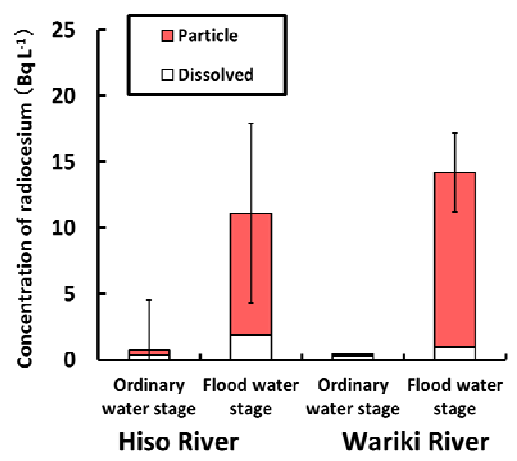 Concentration of radiocesium (Bq L-1)
25
20
15
10
5
0
Particle
Dissolved
Ordinary Flood water Ordinary Flood water
water stage stage water stage stage
Hiso River Wariki River